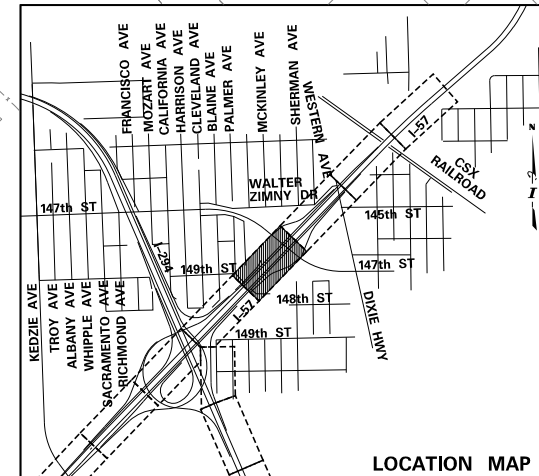 FRANCISCO AVE
MOZART AVE
CALIFORNIA AVE
HARRISON AVE
CLEVELAND AVE
BLAINE AVE
PALMER AVE
MCKINLEY AVE
SHERMAN AVE
WESTERN AVE
I-57
CSX
RAILROAD
N
WALTER
ZIMNY DR
147th ST
145th ST
I-294
149th ST
147th ST
KEDZIE AVE
TROY AVE
ALBANY AVE
WHIPPLE AVE
SACRAMENTO AVE
RICHMOND AVE
I-57
148th ST
149th ST
DIXIE HWY
LOCATION MAP